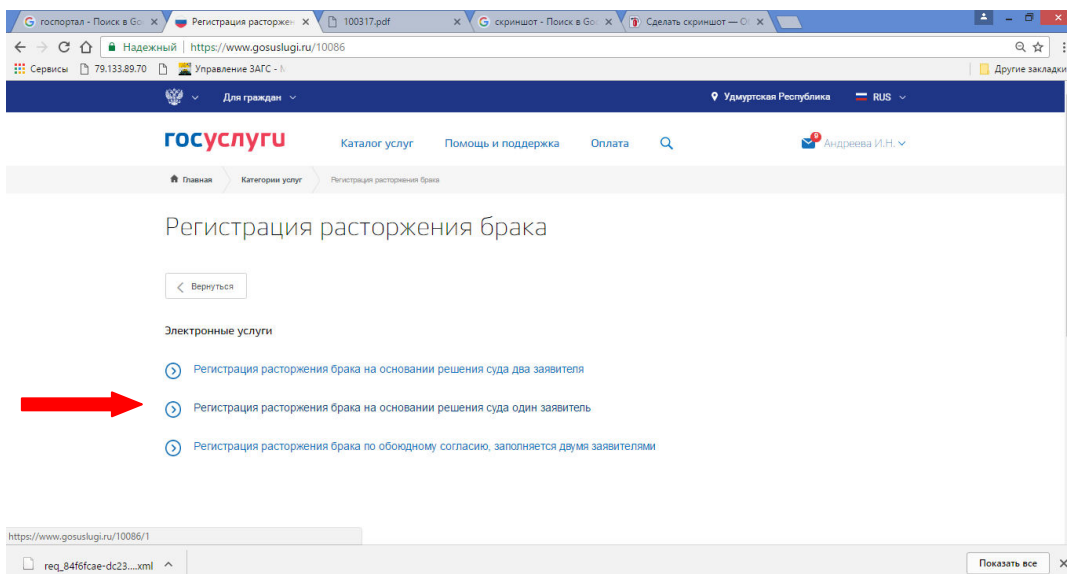 госпортал - Поиск в Go
Регистрация расторжен
100317.pdf
скриншот - Поиск в Go
Сделать скриншот — О
Надежный https://www.gosuslugi.ru/10086
Сервисы 79.133.89.70 Управление ЗАГС - М Другие закладки
Для граждан Удмуртская Республика RUS
госуслуги Каталог услуг Помощь и поддержка Оплата Андреева И.Н.
Главная Категории услуг Регистрация расторжения брака
Регистрация расторжения брака
Вернуться
Электронные услуги
Регистрация расторжения брака на основании решения суда два заявителя
Регистрация расторжения брака на основании решения суда один заявитель
Регистрация расторжения брака по обоюдному согласию, заполняется двумя заявителями
https://www.gosuslugi.ru/10086/1
req_84f6fcae-dc23....xml Показать все